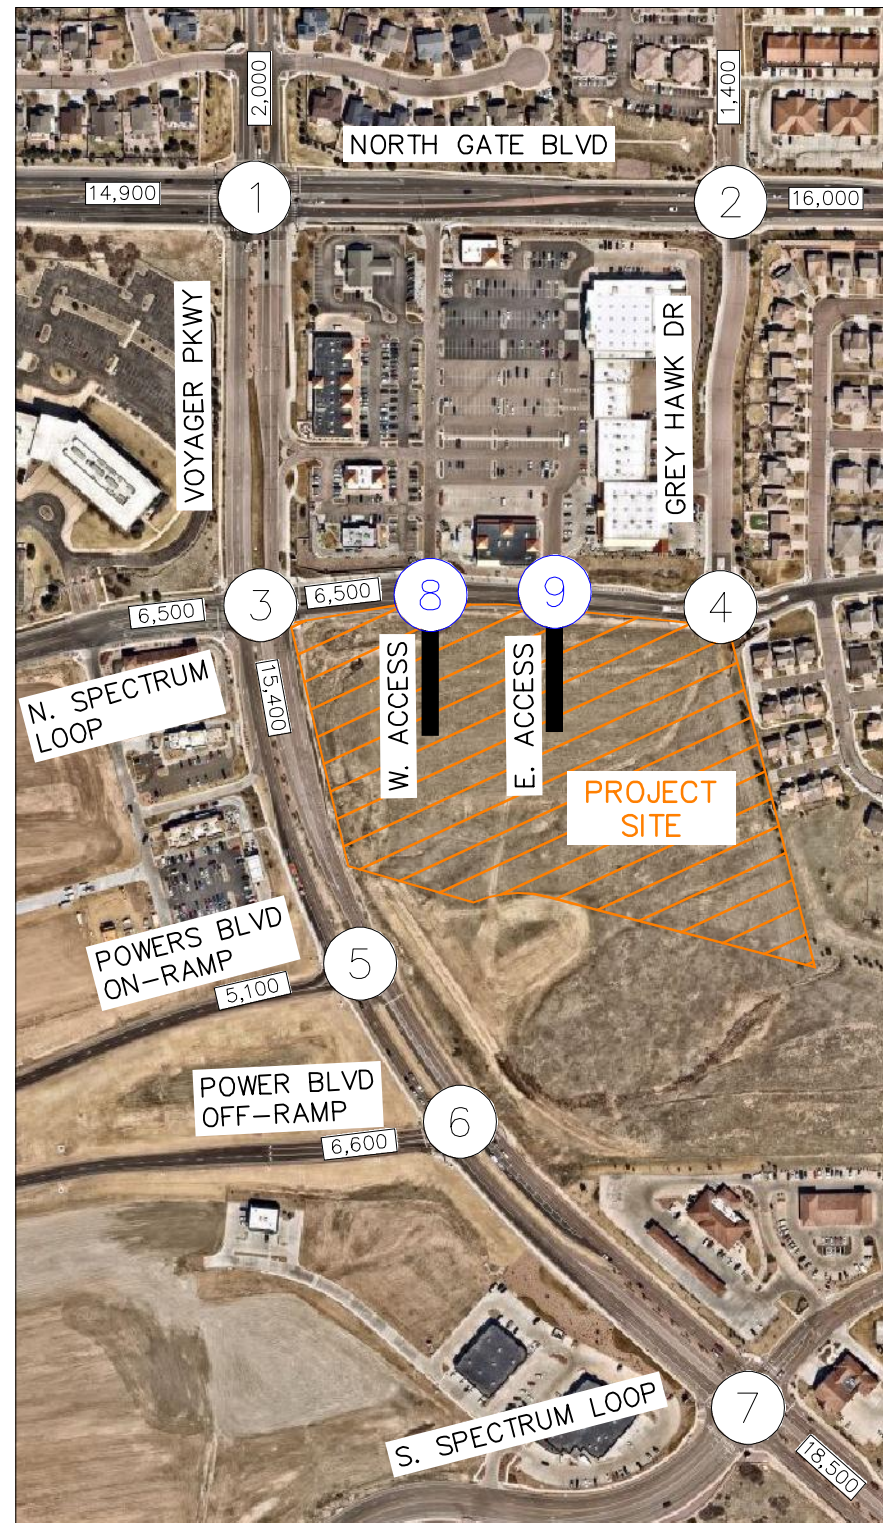 2,000
1,400
NORTH GATE BLVD
14,900
1
2
16,000
VOYAGER PKWY
GREY HAWK DR
6,500
3
6,500
8
9
4
N. SPECTRUM
LOOP
15,400
W. ACCESS
E. ACCESS
PROJECT
SITE
POWERS BLVD
ON-RAMP
5
5,100
POWER BLVD
OFF-RAMP
6
6,600
S. SPECTRUM LOOP
7
18,500